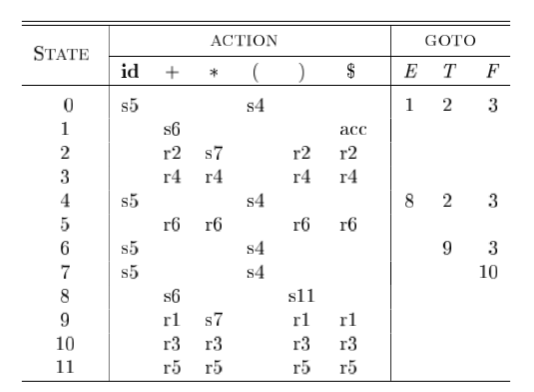 STATE ACTION GOTO
id + * ( ) $ E T F
0 s5 s4 1 2 3
1 s6 acc
2 r2 s7 r2 r2
3 r4 r4 r4 r4
4 s5 s4 8 2 3
5 r6 r6 r6 r6
6 s5 s4 9 3
7 s5 s4 10
8 s6 s11
9 r1 s7 r1 r1
10 r3 r3 r3 r3
11 r5 r5 r5 r5